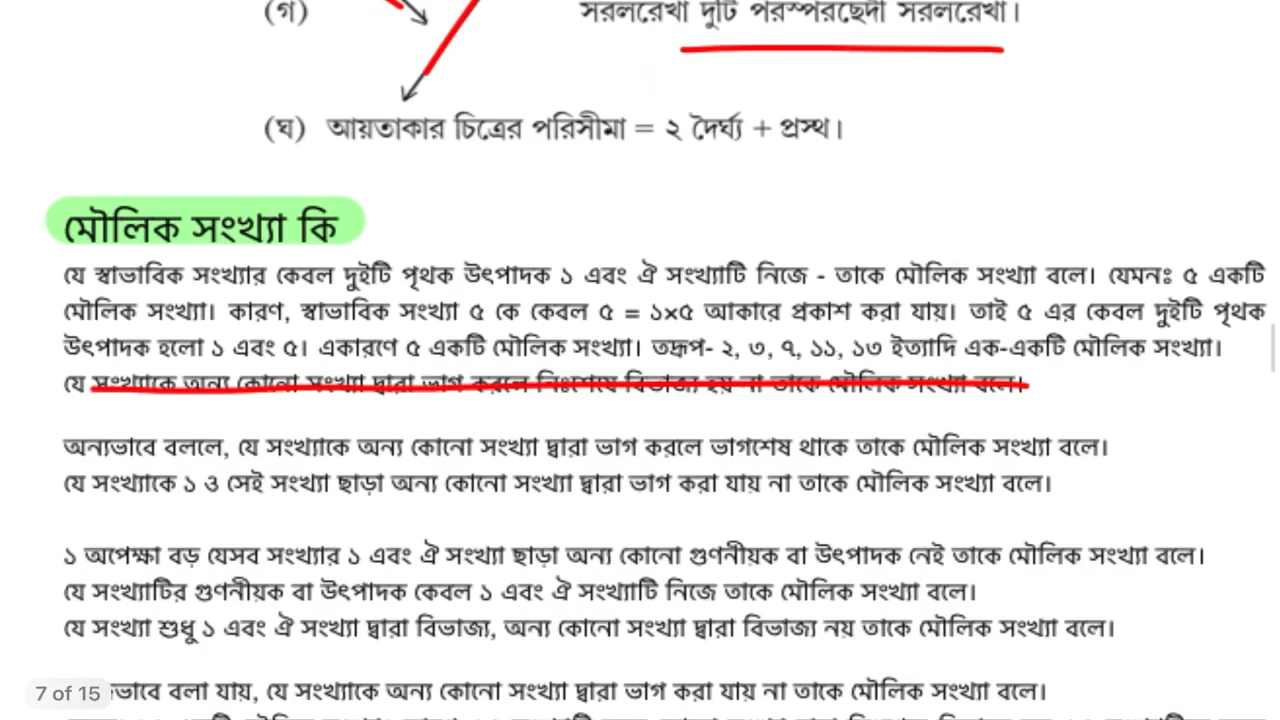 (গ) সরলরেখা দুটি পরস্পরছেদী সরলরেখা।
(ঘ) আয়তাকার চিত্রের পরিসীমা = ২ দৈর্ঘ্য + প্রস্থ।
মৌলিক সংখ্যা কি
যে স্বাভাবিক সংখ্যার কেবল দুইটি পৃথক উৎপাদক ১ এবং ঐ সংখ্যাটি নিজে - তাকে মৌলিক সংখ্যা বলে। যেমনঃ ৫ একটি
মৌলিক সংখ্যা। কারণ, স্বাভাবিক সংখ্যা ৫ কে কেবল ৫ = ১×৫ আকারে প্রকাশ করা যায়। তাই ৫ এর কেবল দুইটি পৃথক
উৎপাদক হলো ১ এবং ৫। একারণে ৫ একটি মৌলিক সংখ্যা। তদ্রূপ- ২, ৩, ৭, ১১, ১৩ ইত্যাদি এক-একটি মৌলিক সংখ্যা।
যে সংখ্যাকে অন্য কোনো সংখ্যা দ্বারা ভাগ করলে নিঃশেষে বিভাজ্য হয় না তাকে মৌলিক সংখ্যা বলে।
অন্যভাবে বললে, যে সংখ্যাকে অন্য কোনো সংখ্যা দ্বারা ভাগ করলে ভাগশেষ থাকে তাকে মৌলিক সংখ্যা বলে।
যে সংখ্যাকে ১ ও সেই সংখ্যা ছাড়া অন্য কোনো সংখ্যা দ্বারা ভাগ করা যায় না তাকে মৌলিক সংখ্যা বলে।
১ অপেক্ষা বড় যেসব সংখ্যার ১ এবং ঐ সংখ্যা ছাড়া অন্য কোনো গুণনীয়ক বা উৎপাদক নেই তাকে মৌলিক সংখ্যা বলে।
যে সংখ্যাটির গুণনীয়ক বা উৎপাদক কেবল ১ এবং ঐ সংখ্যাটি নিজে তাকে মৌলিক সংখ্যা বলে।
যে সংখ্যা শুধু ১ এবং ঐ সংখ্যা দ্বারা বিভাজ্য, অন্য কোনো সংখ্যা দ্বারা বিভাজ্য নয় তাকে মৌলিক সংখ্যা বলে।
7 of 15
বলা যায়, যে সংখ্যাকে অন্য কোনো সংখ্যা দ্বারা ভাগ করা যায় না তাকে মৌলিক সংখ্যা বলে।